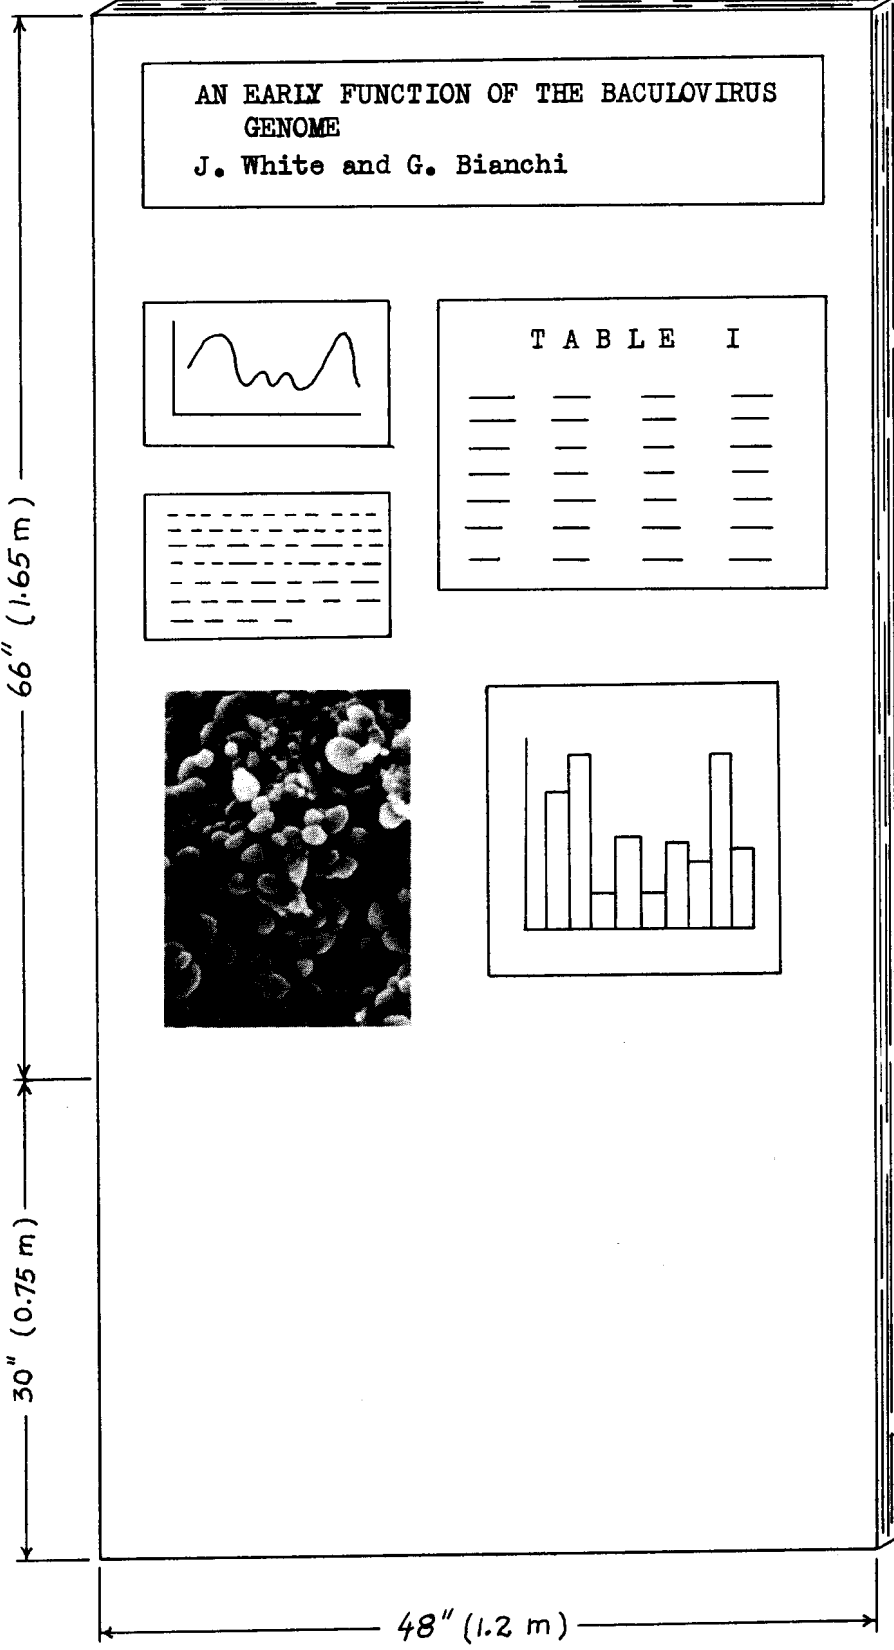 AN EARLY FUNCTION OF THE BACULOVIRUS
GENOME
J. White and G. Bianchi
TABLE I
66" (1.65 m)
30" (0.75 m)
48" (1.2 m)